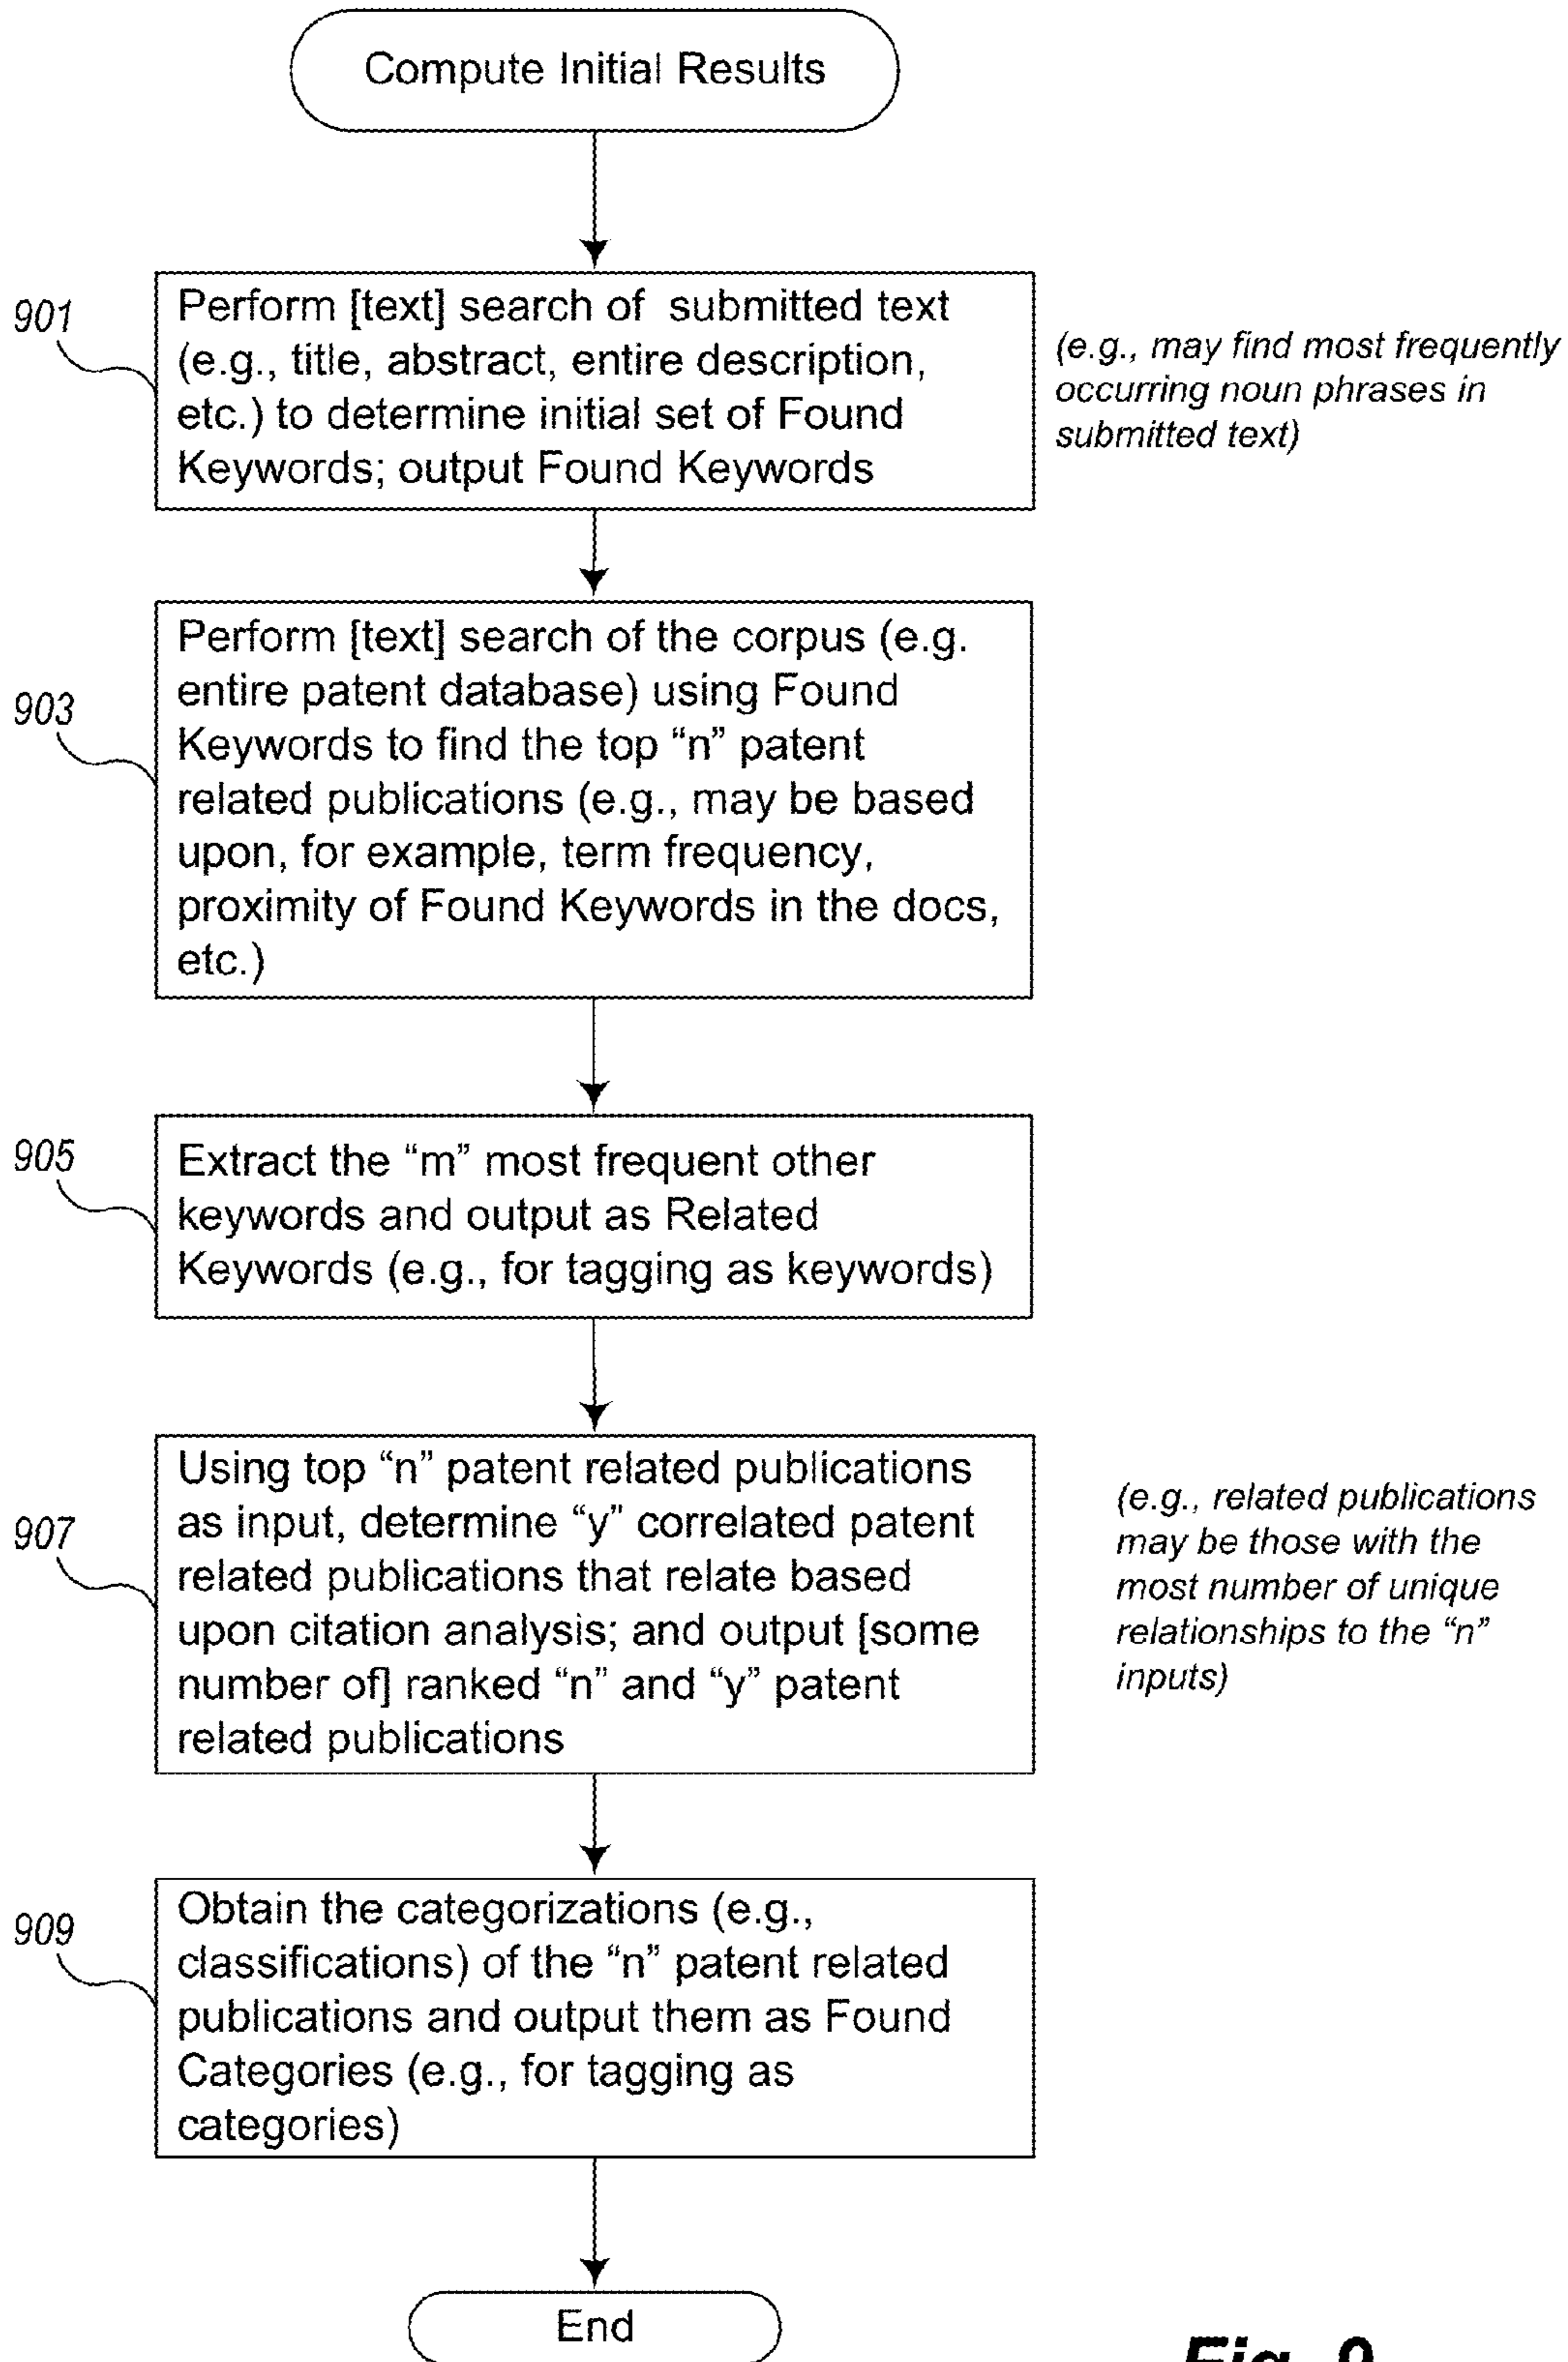 Compute Initial Results
901
Perform [text] search of submitted text
(e.g., title, abstract, entire description,
etc.) to determine initial set of Found
Keywords; output Found Keywords
(e.g., may find most frequently
occurring noun phrases in
submitted text)
903
Perform [text] search of the corpus (e.g.
entire patent database) using Found
Keywords to find the top “n” patent
related publications (e.g., may be based
upon, for example, term frequency,
proximity of Found Keywords in the docs,
etc.)
905
Extract the “m” most frequent other
keywords and output as Related
Keywords (e.g., for tagging as keywords)
907
Using top “n” patent related publications
as input, determine “y” correlated patent
related publications that relate based
upon citation analysis; and output [some
number of] ranked “n” and “y” patent
related publications
(e.g., related publications
may be those with the
most number of unique
relationships to the “n”
inputs)
909
Obtain the categorizations (e.g.,
classifications) of the “n” patent related
publications and output them as Found
Categories (e.g., for tagging as
categories)
End
Fig. 9